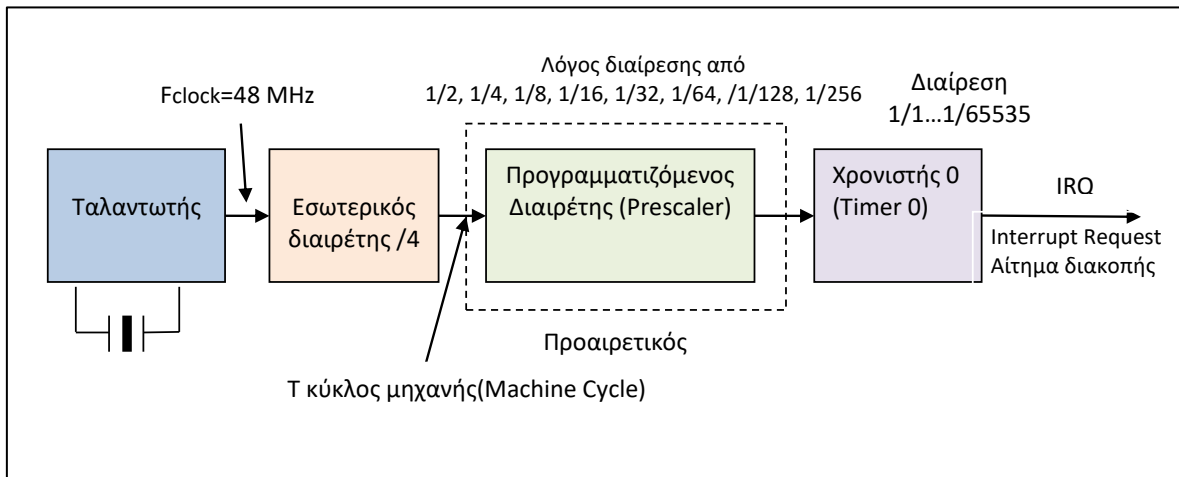 Λόγος διαίρεσης από
1/2, 1/4, 1/8, 1/16, 1/32, 1/64, /1/128, 1/256
Διαίρεση
1/1...1/65535
Fclock=48 MHz
Ταλαντωτής
Εσωτερικός
διαιρέτης /4
Προγραμματιζόμενος
Διαιρέτης (Prescaler)
Χρονιστής 0
(Timer 0)
IRQ
Interrupt Request
Αίτημα διακοπής
Προαιρετικός
Τ κύκλος μηχανής(Machine Cycle)